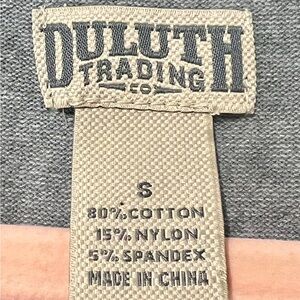 DULUTH
TRADING
CO
S
80% COTTON
15% NYLON
5% SPANDEX
MADE IN CHINA